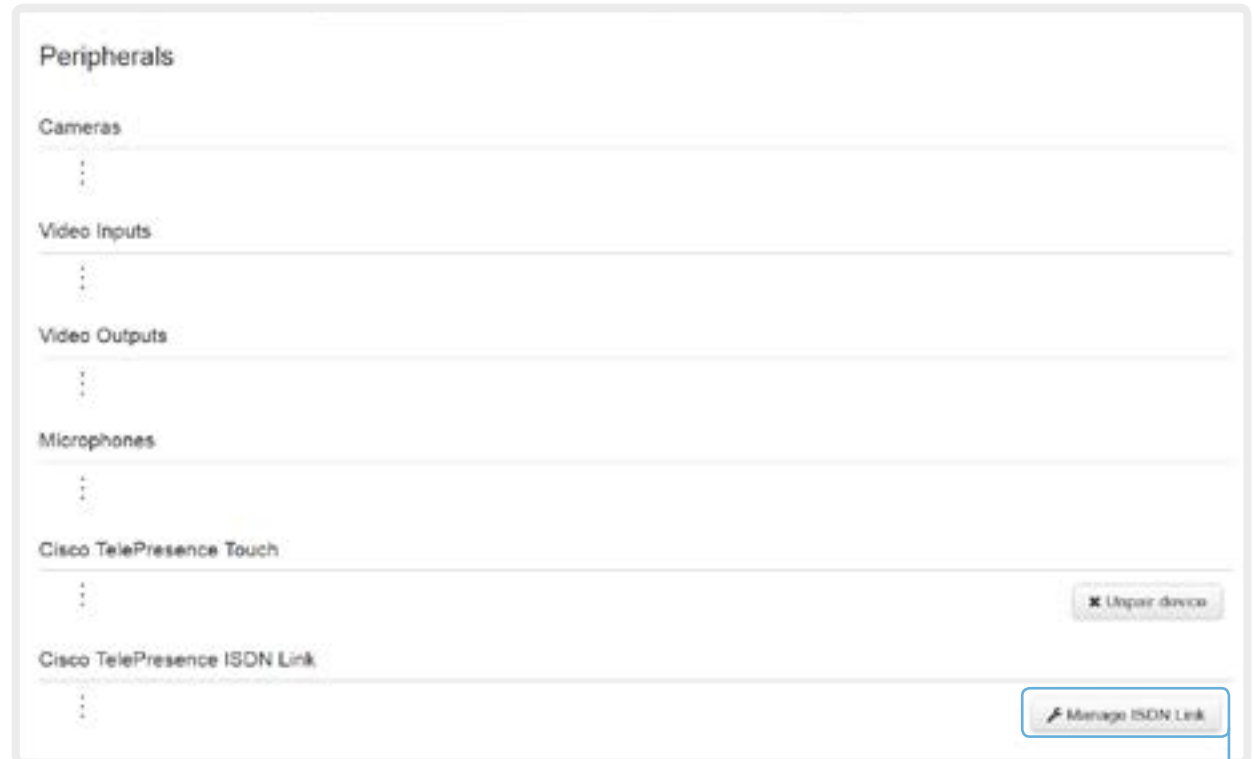 Peripherals
Cameras
Video Inputs
Video Outputs
Microphones
Cisco TelePresence Touch
Unpair device
Cisco TelePresence ISDN Link
Manage ISDN Link